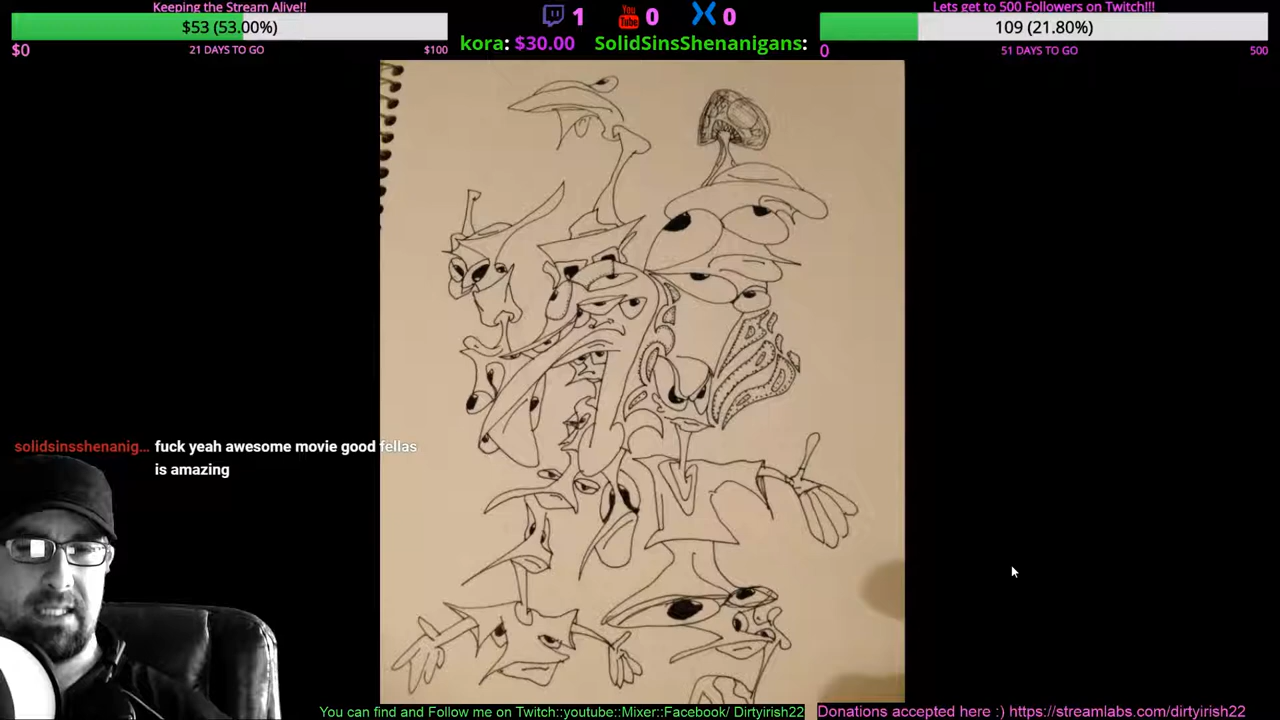 Keeping the Stream Alive!!
$53 (53.00%)
$0
21 DAYS TO GO
$100
1
You Tube 0
0
kora: $30.00 SolidSinsShenanigans:
Lets get to 500 Followers on Twitch!!!
109 (21.80%)
0
51 DAYS TO GO
500
solidsinsshenanig... fuck yeah awesome movie good fellas
is amazing
You can find and Follow me on Twitch::youtube::Mixer::Facebook/ Dirtyirish22
Donations accepted here :) https://streamlabs.com/dirtyirish22